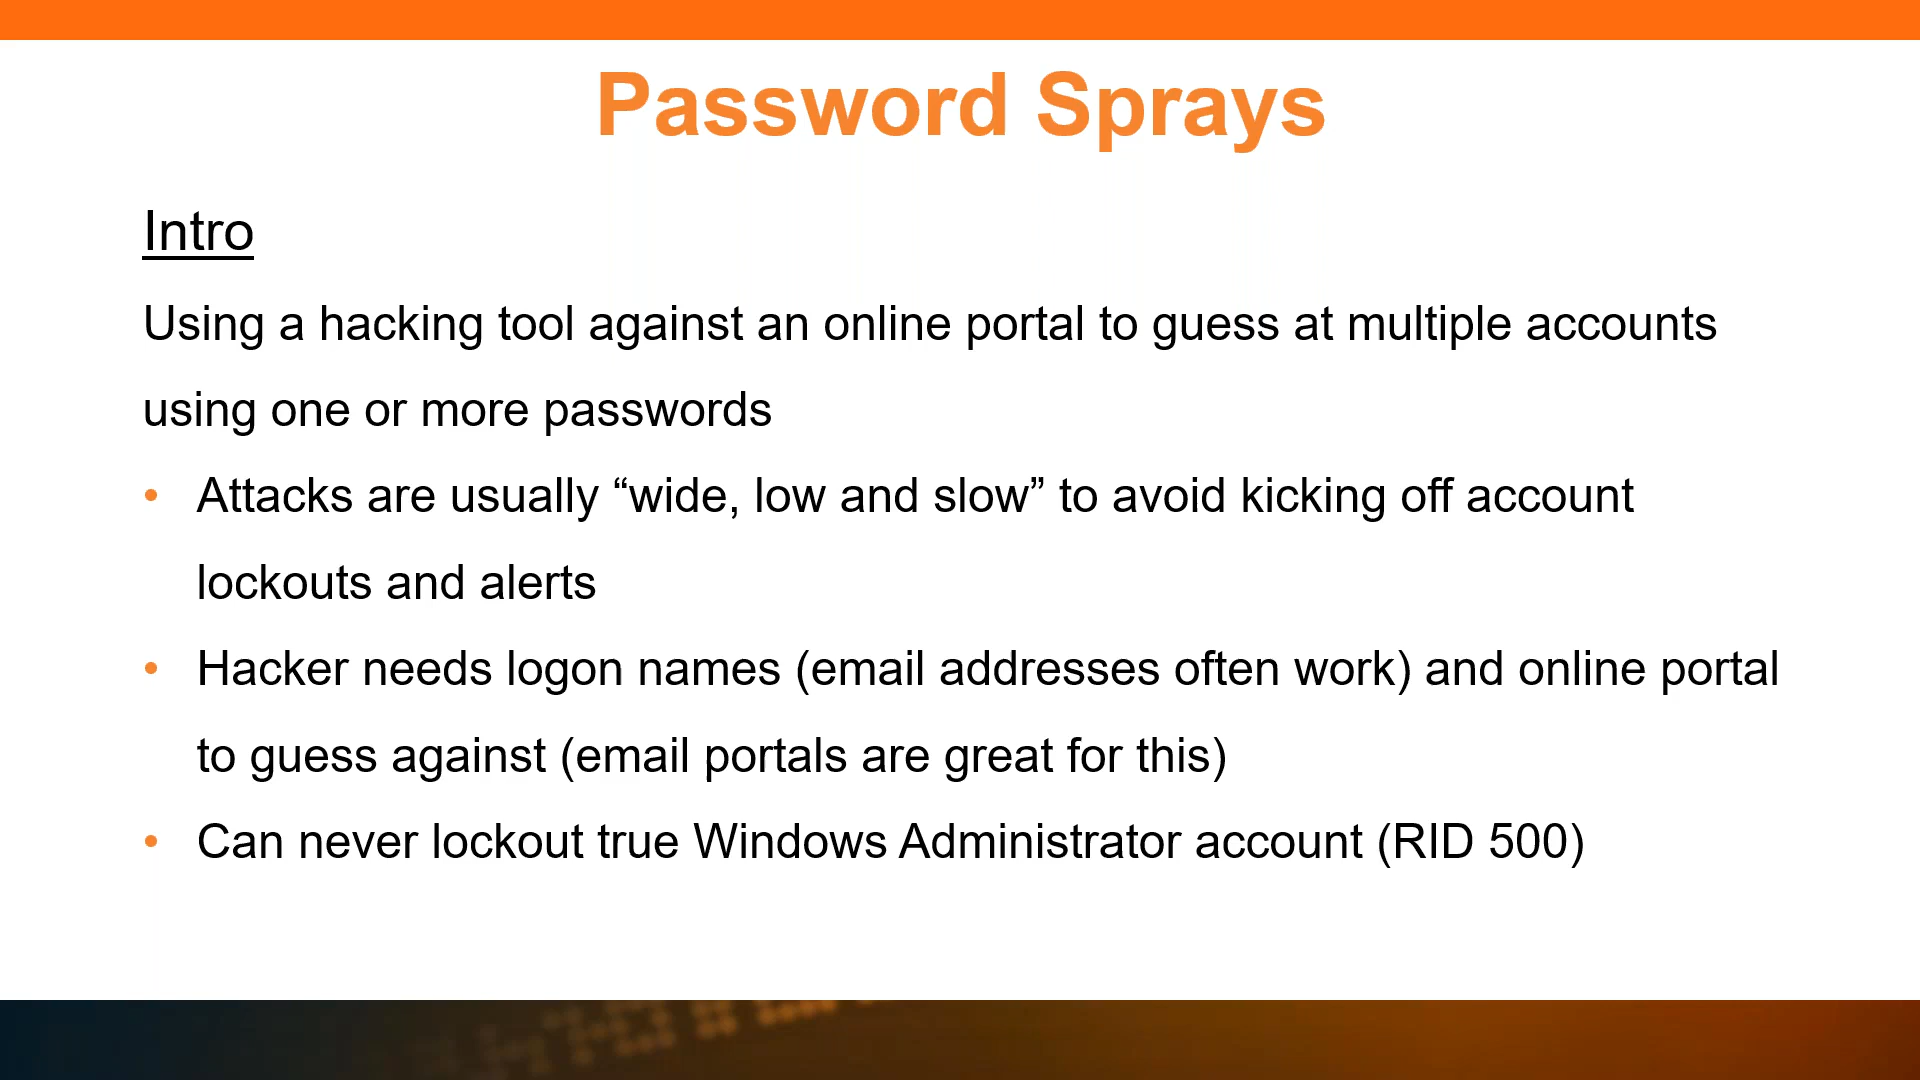 Password Sprays
Intro
Using a hacking tool against an online portal to guess at multiple accounts
using one or more passwords
• Attacks are usually “wide, low and slow” to avoid kicking off account
lockouts and alerts
• Hacker needs logon names (email addresses often work) and online portal
to guess against (email portals are great for this)
• Can never lockout true Windows Administrator account (RID 500)